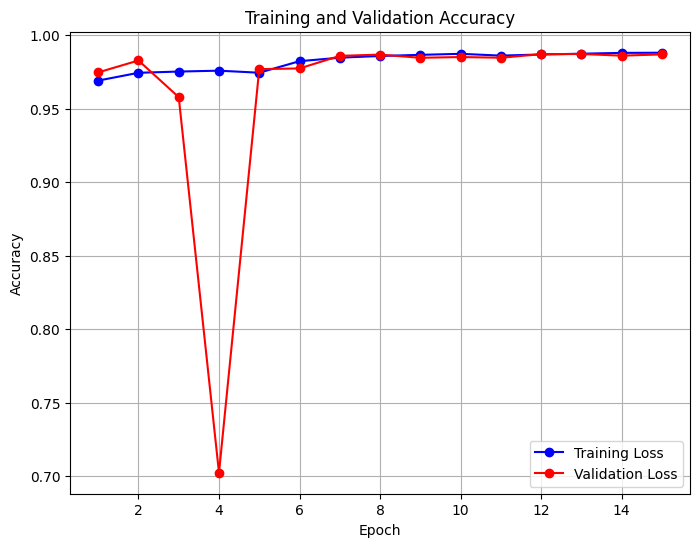 Training and Validation Accuracy
1.00
0.95
0.90
0.85
0.80
0.75
0.70
Accuracy
2 4 6 8 10 12 14
Epoch
Training Loss
Validation Loss